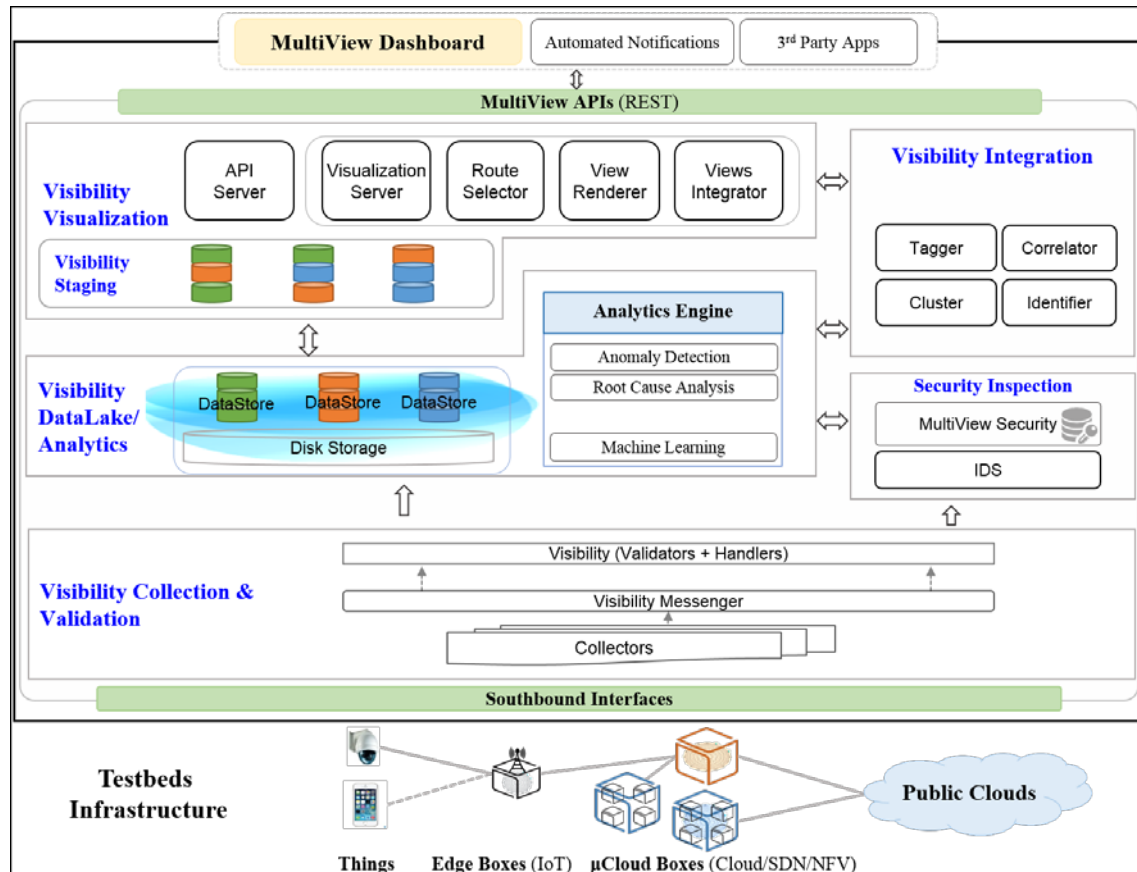 MultiView Dashboard
Automated Notifications
3rd Party Apps
MultiView APIs (REST)
Visibility
Visualization
API
Server
Visualization
Server
Route
Selector
View
Renderer
Views
Integrator
Visibility Integration
Tagger
Correlator
Cluster
Identifier
Visibility
Staging
Analytics Engine
Anomaly Detection
Root Cause Analysis
Machine Learning
Visibility
DataLake/
Analytics
DataStore
DataStore
DataStore
Disk Storage
Security Inspection
MultiView Security
IDS
Visibility Collection &
Validation
Visibility (Validators + Handlers)
Visibility Messenger
Collectors
Southbound Interfaces
Testbeds
Infrastructure
Public Clouds
Things
Edge Boxes (IoT)
µCloud Boxes (Cloud/SDN/NFV)